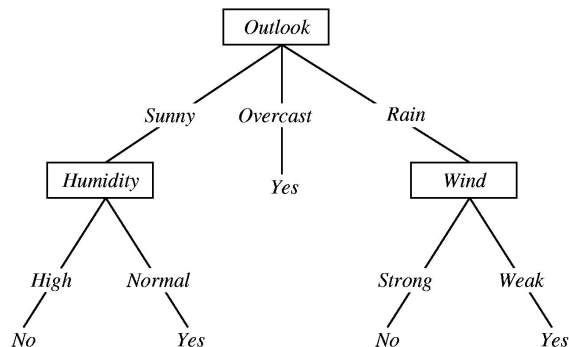 Outlook
Sunny Overcast Rain
Humidity Yes Wind
High Normal Strong Weak
No Yes No Yes